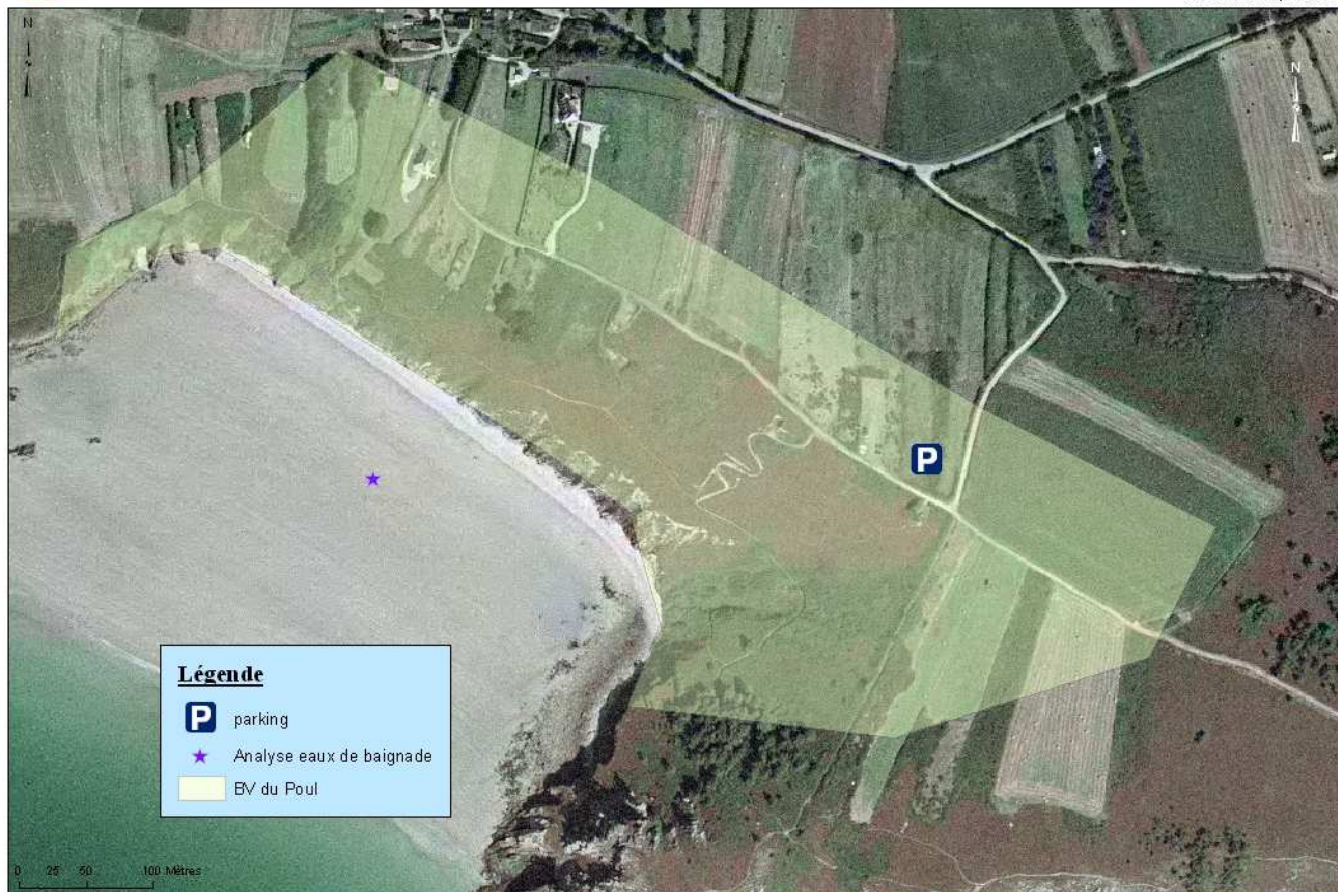 N
N
P
Légende
P parking
Analyse eaux de baignade
BV du Poul
0 25 50 100 Mètres